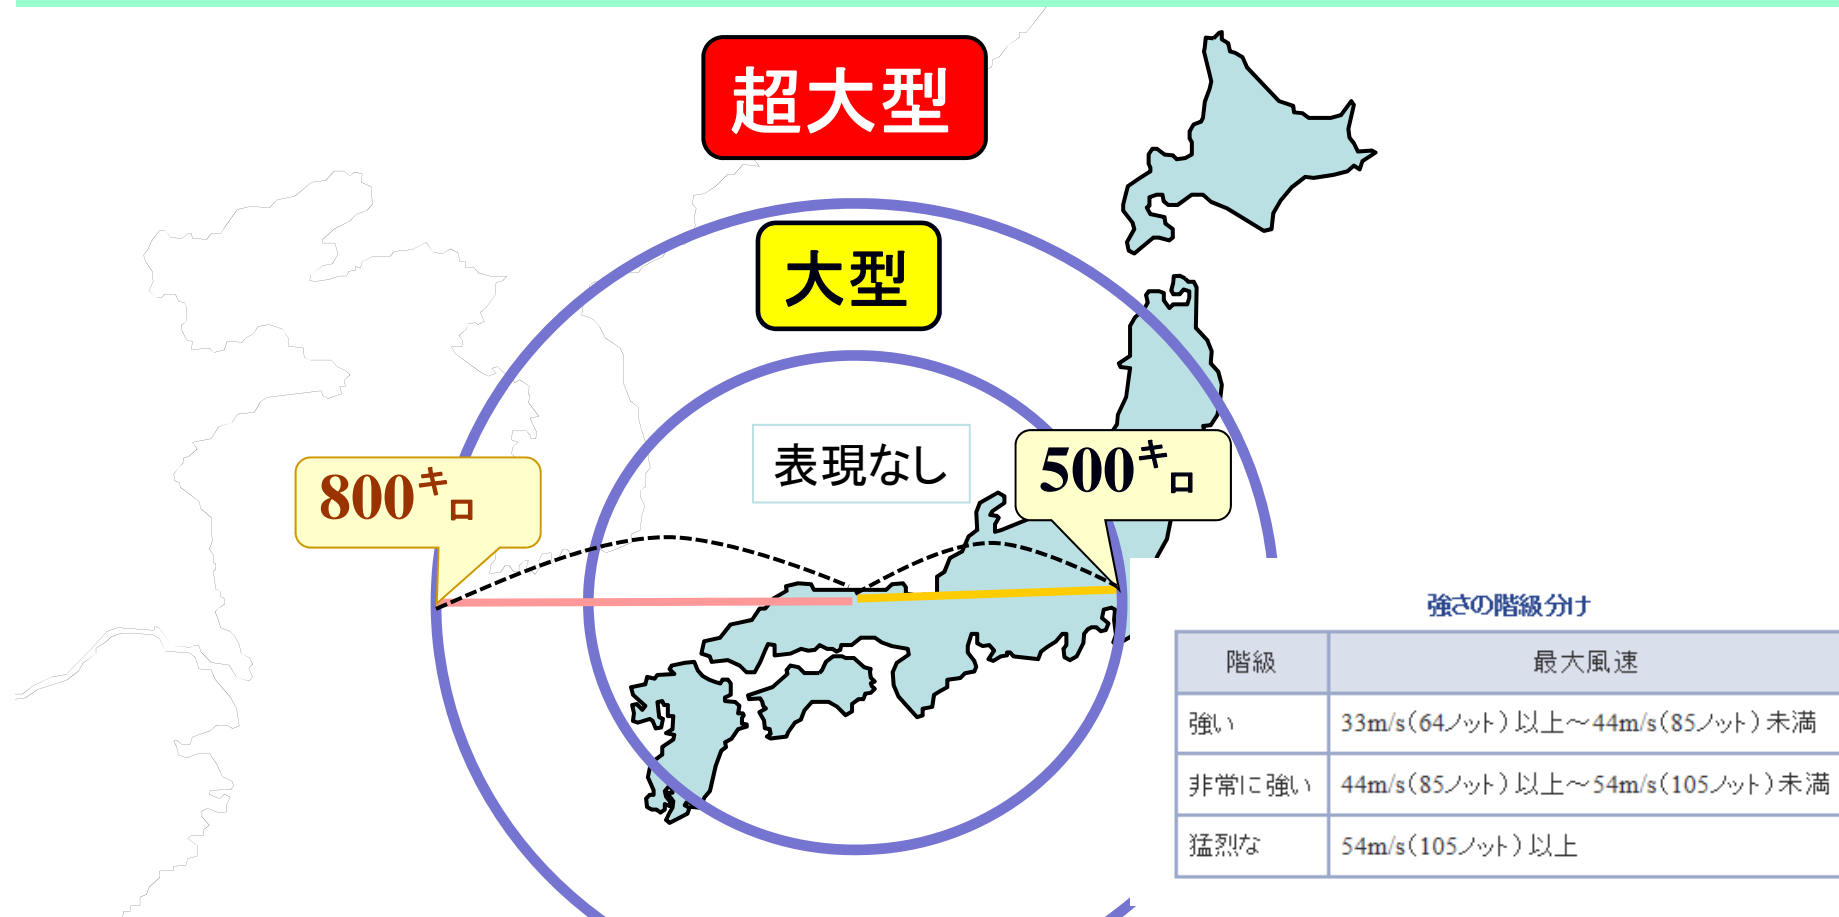 超大型
大型
表現なし
500キロ
800キロ
強さの階級分け
階級 最大風速
強い 33m/s(64ノット)以上～44m/s(85ノット)未満
非常に強い 44m/s(85ノット)以上～54m/s(105ノット)未満
猛烈な 54m/s(105ノット)以上